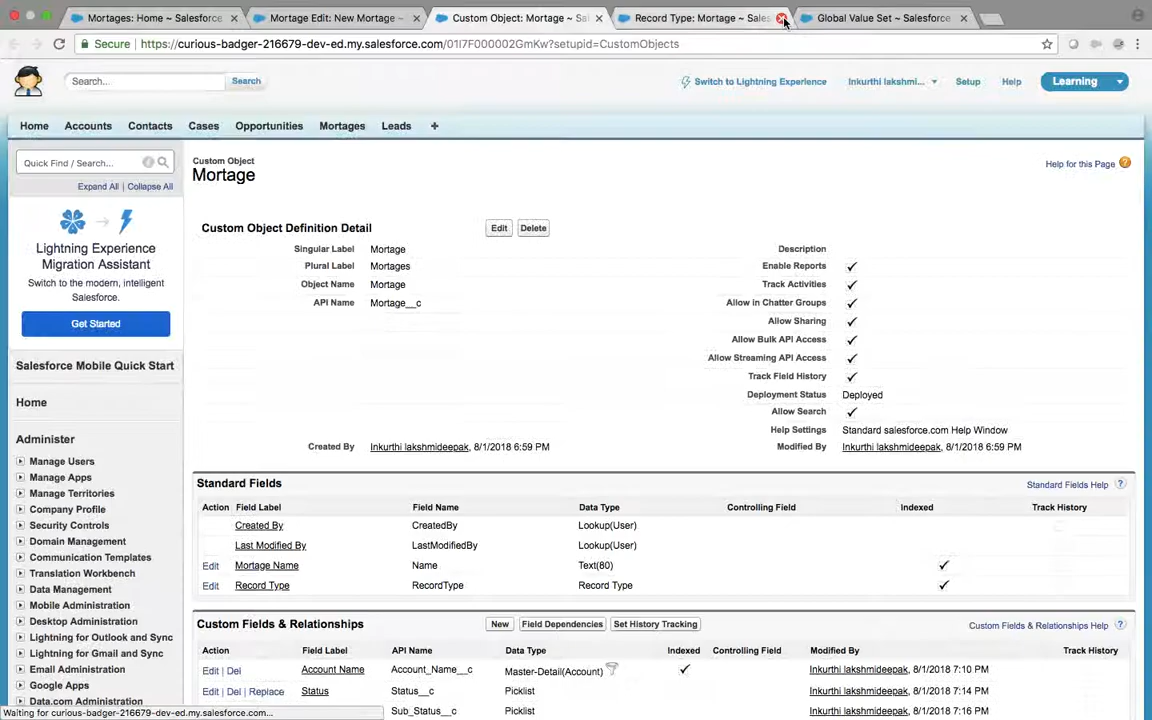 Mortages: Home ~ Salesforce
Mortage Edit: New Mortage ~
Custom Object: Mortage ~ Sal
Record Type: Mortage ~ Sales
Global Value Set ~ Salesforce
Secure https://curious-badger-216679-dev-ed.my.salesforce.com/01I7F000002GmKw?setupid=CustomObjects
Search... Search
Switch to Lightning Experience Inkurthi lakshmi... Setup Help Learning
Home Accounts Contacts Cases Opportunities Mortages Leads +
Quick Find / Search...
Expand All | Collapse All
Lightning Experience
Migration Assistant
Switch to the modern, intelligent
Salesforce.
Get Started
Salesforce Mobile Quick Start
Home
Administer
Manage Users
Manage Apps
Manage Territories
Company Profile
Security Controls
Domain Management
Communication Templates
Translation Workbench
Data Management
Mobile Administration
Desktop Administration
Lightning for Outlook and Sync
Lightning for Gmail and Sync
Email Administration
Google Apps
Data.com Administration
Custom Object
Mortage
Help for this Page
Custom Object Definition Detail Edit Delete
Singular Label Mortage Description
Plural Label Mortages Enable Reports
Object Name Mortage Track Activities
API Name Mortage__c Allow in Chatter Groups
Allow Sharing
Allow Bulk API Access
Allow Streaming API Access
Track Field History
Deployment Status Deployed
Allow Search
Help Settings Standard salesforce.com Help Window
Created By Inkurthi lakshmideepak, 8/1/2018 6:59 PM Modified By Inkurthi lakshmideepak, 8/1/2018 6:59 PM
Standard Fields Standard Fields Help ?
Action Field Label Field Name Data Type Controlling Field Indexed Track History
Created By CreatedBy Lookup(User)
Last Modified By LastModifiedBy Lookup(User)
Edit Mortage Name Name Text(80)
Edit Record Type RecordType Record Type
Custom Fields & Relationships New Field Dependencies Set History Tracking Custom Fields & Relationships Help ?
Action Field Label API Name Data Type Indexed Controlling Field Modified By Track History
Edit | Del Account Name Account_Name__c Master-Detail(Account) Inkurthi lakshmideepak, 8/1/2018 7:10 PM
Edit | Del | Replace Status Status__c Picklist Inkurthi lakshmideepak, 8/1/2018 7:14 PM
Sub_Status__c Picklist Inkurthi lakshmideepak, 8/1/2018 7:16 PM
Waiting for curious-badger-216679-dev-ed.my.salesforce.com...